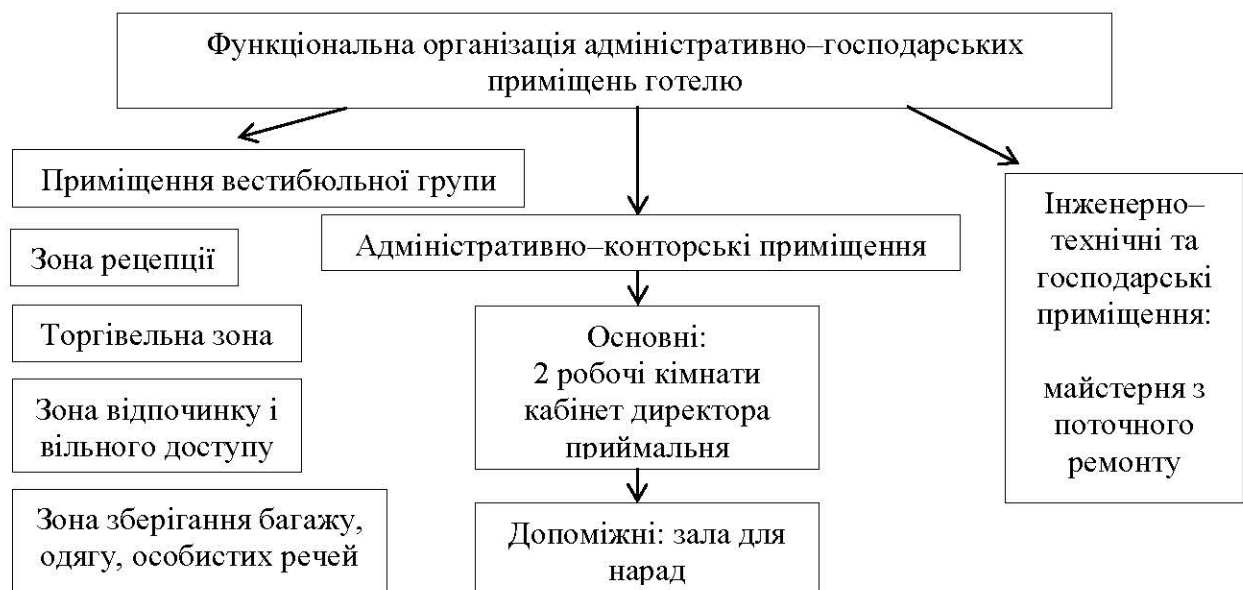 Функціональна організація адміністративно–господарських
приміщень готелю
Приміщення вестибюльної групи
Зона рецепції
Торгівельна зона
Зона відпочинку і
вільного доступу
Зона зберігання багажу,
одягу, особистих речей
Адміністративно–конторські приміщення
Основні:
2 робочі кімнати
кабінет директора
приймальня
Допоміжні: зала для
нарад
Інженерно–
технічні та
господарські
приміщення:
майстерня з
поточного
ремонту